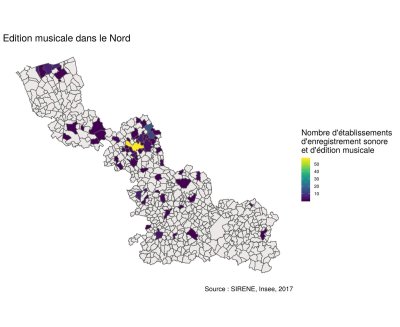 Edition musicale dans le Nord
Nombre d'établissements
d'enregistrement sonore
et d'édition musicale
50
40
30
20
10
Source : SIRENE, Insee, 2017